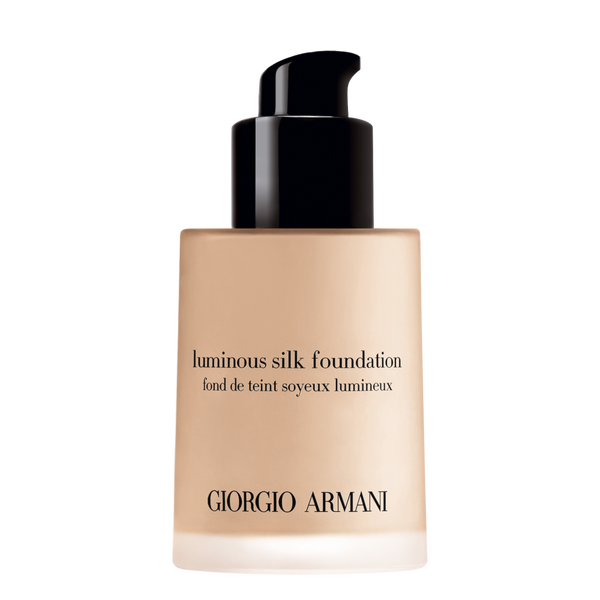 luminous silk foundation
fond de teint soyeux lumineux
GIORGIO ARMANI